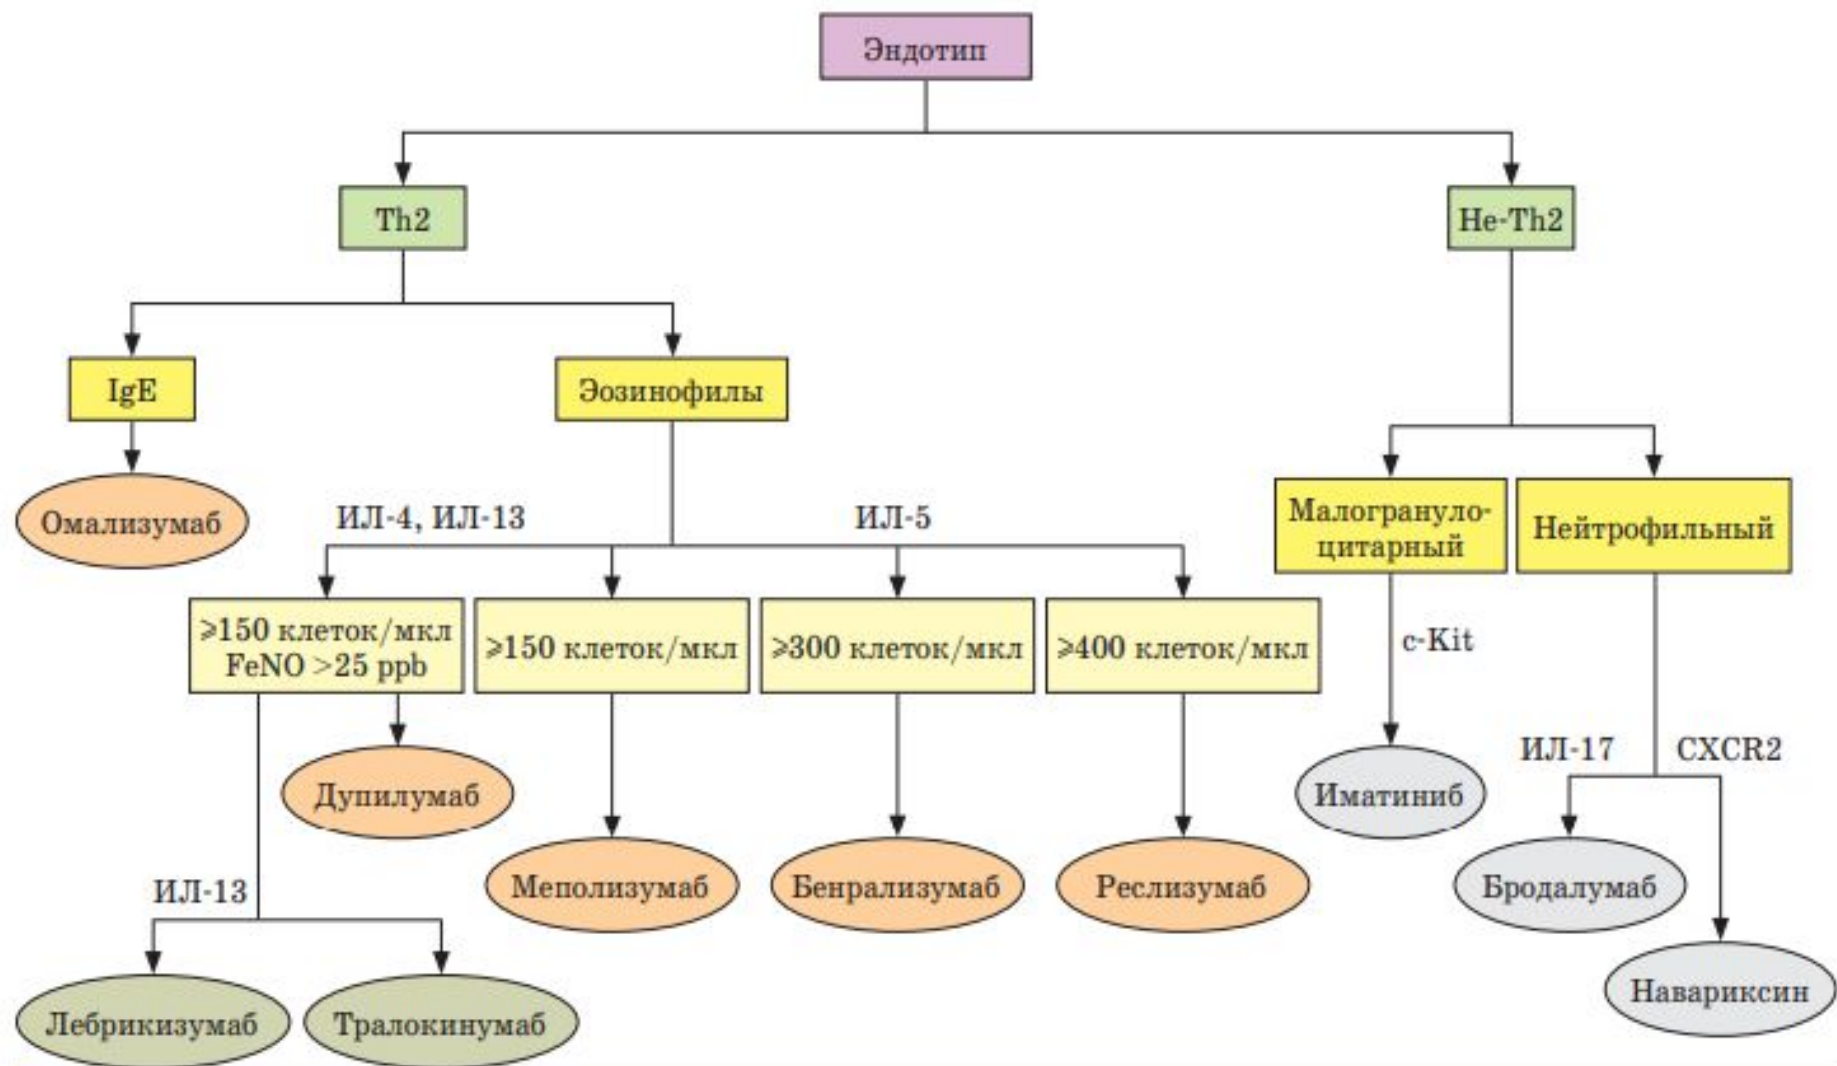 Эндотип
Th2
Не-Th2
IgE
Эозинофилы
Омализумаб
ИЛ-4, ИЛ-13
ИЛ-5
Малогрануло-
цитарный
Нейтрофильный
≥150 клеток/мкл
FeNO >25 ppb
≥150 клеток/мкл
≥300 клеток/мкл
≥400 клеток/мкл
c-Kit
ИЛ-17
CXCR2
Дупилумаб
Иматиниб
Меполизумаб
Бенрализумаб
Реслизумаб
Бродалумаб
ИЛ-13
Навариксин
Лебрикизумаб
Тралокинумаб